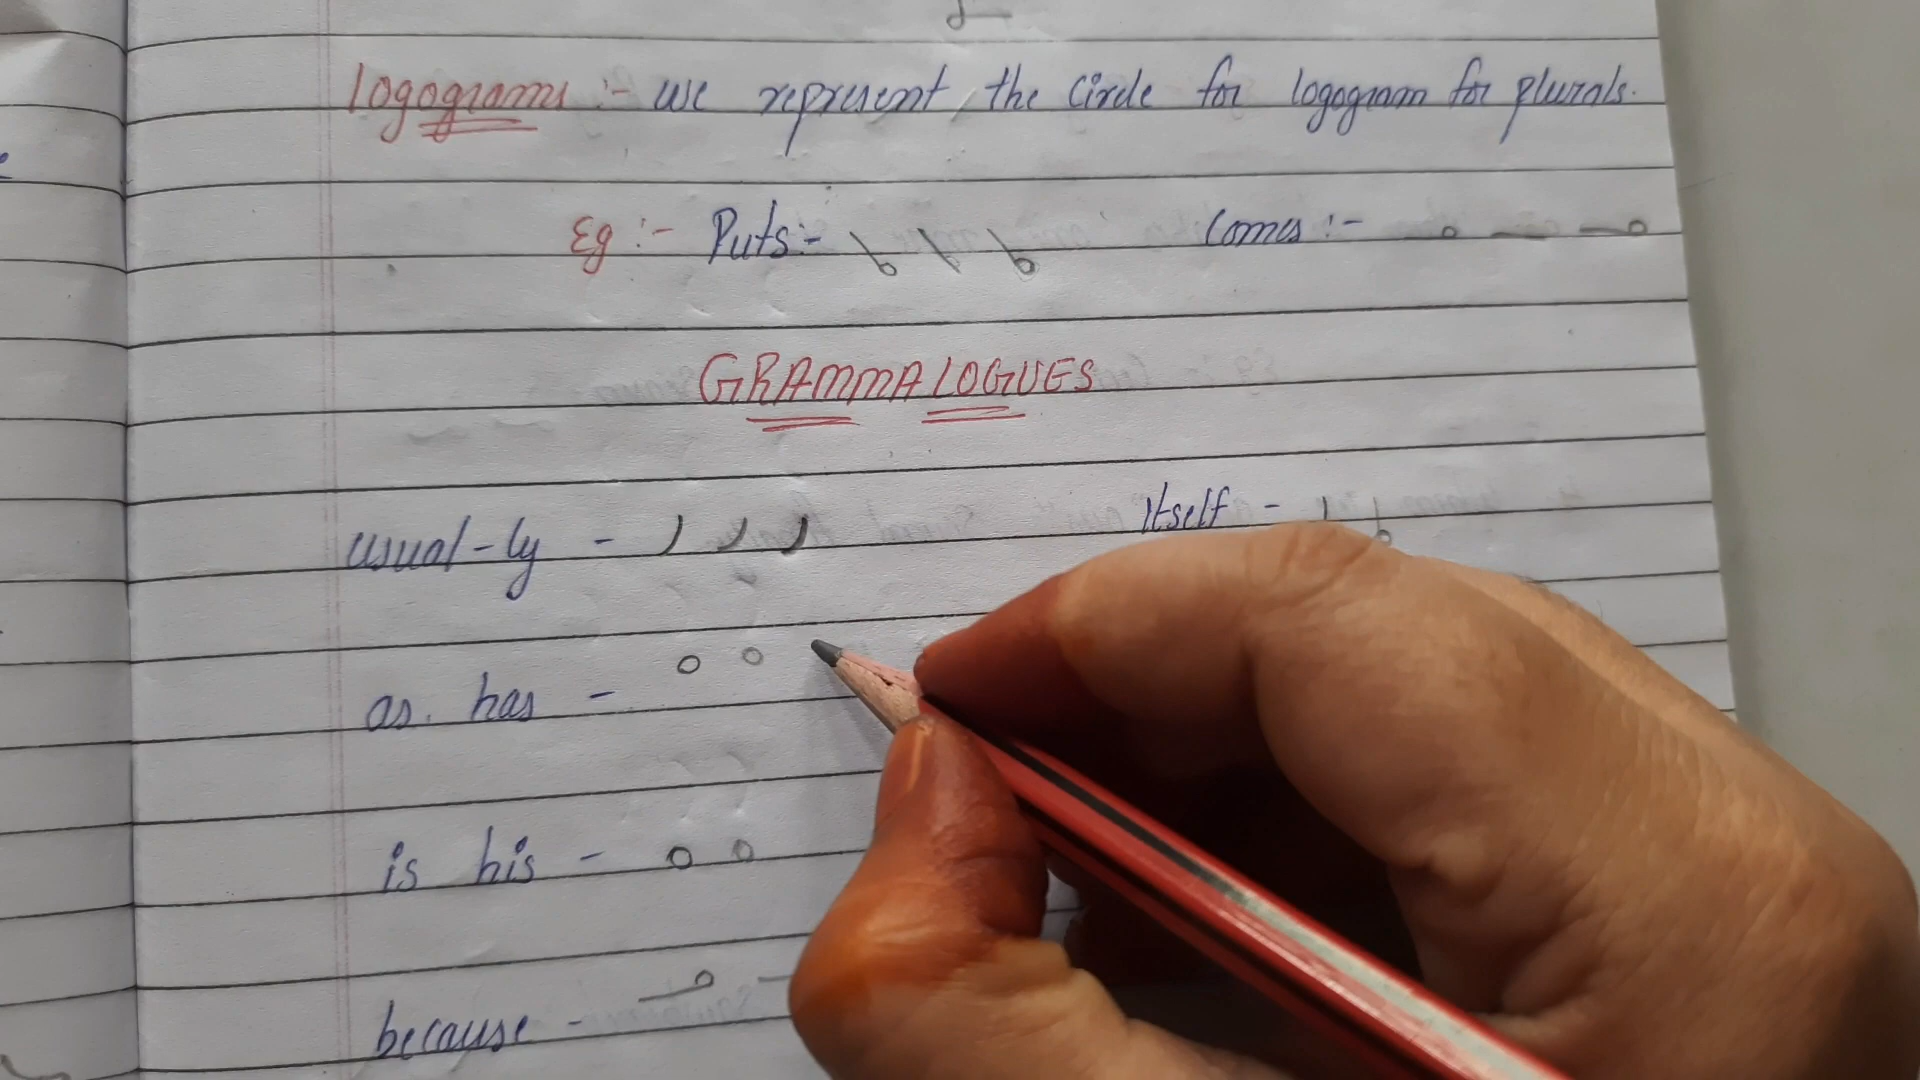 Logograms :- we represent the circle for logogram for plurals.
Eg :- Puts :- Comes :-
GRAMMALOGUES
usual-ly - itself -
as. has -
is his -
because -